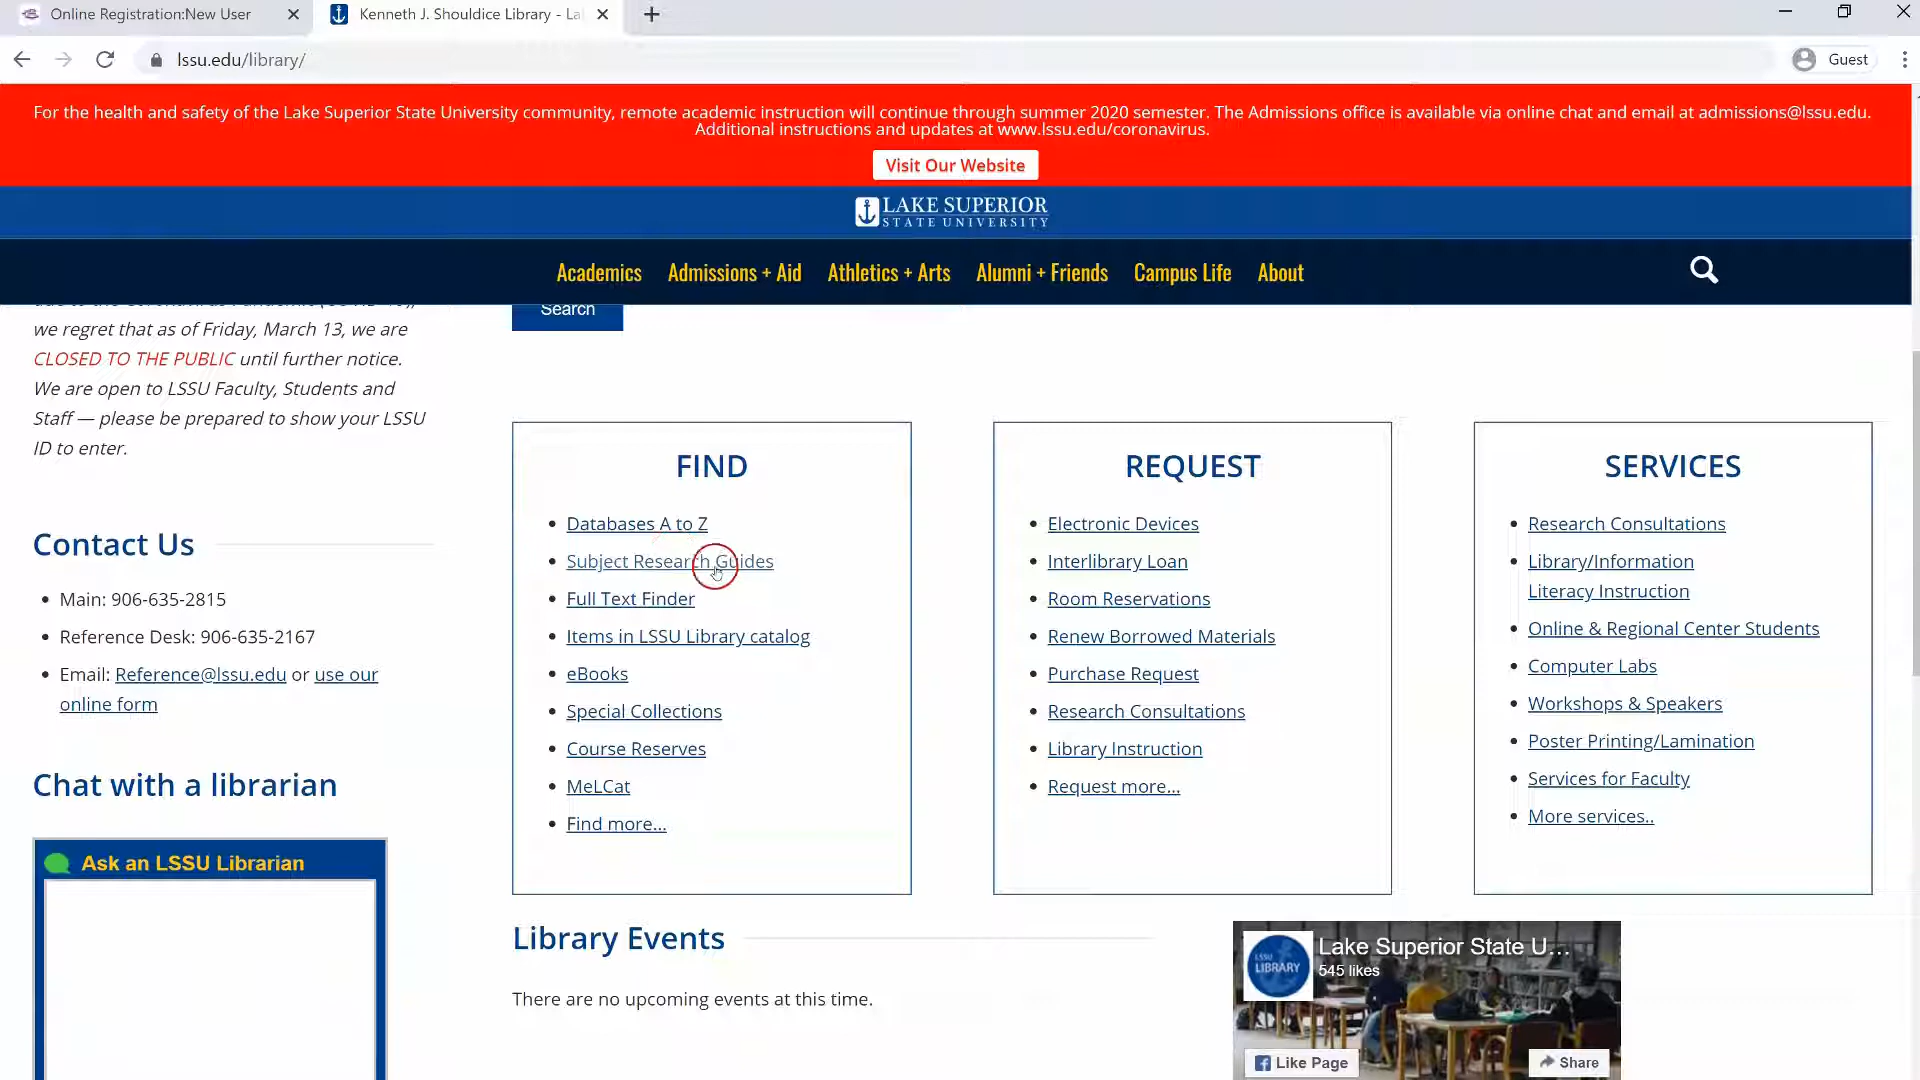 Online Registration:New User
Kenneth J. Shouldice Library - La
lssu.edu/library/
Guest
For the health and safety of the Lake Superior State University community, remote academic instruction will continue through summer 2020 semester. The Admissions office is available via online chat and email at admissions@lssu.edu.
Additional instructions and updates at www.lssu.edu/coronavirus.
Visit Our Website
LAKE SUPERIOR
STATE UNIVERSITY
Academics
Admissions + Aid
Athletics + Arts
Alumni + Friends
Campus Life
About
we regret that as of Friday, March 13, we are
CLOSED TO THE PUBLIC until further notice.
We are open to LSSU Faculty, Students and
Staff — please be prepared to show your LSSU
ID to enter.
Contact Us
Main: 906-635-2815
Reference Desk: 906-635-2167
Email: Reference@lssu.edu or use our
online form
Chat with a librarian
Ask an LSSU Librarian
Search
FIND
Databases A to Z
Subject Research Guides
Full Text Finder
Items in LSSU Library catalog
eBooks
Special Collections
Course Reserves
MeLCat
Find more...
REQUEST
Electronic Devices
Interlibrary Loan
Room Reservations
Renew Borrowed Materials
Purchase Request
Research Consultations
Library Instruction
Request more...
SERVICES
Research Consultations
Library/Information
Literacy Instruction
Online & Regional Center Students
Computer Labs
Workshops & Speakers
Poster Printing/Lamination
Services for Faculty
More services..
Library Events
There are no upcoming events at this time.
LSSU
LIBRARY
Lake Superior State U...
545 likes
Like Page
Share